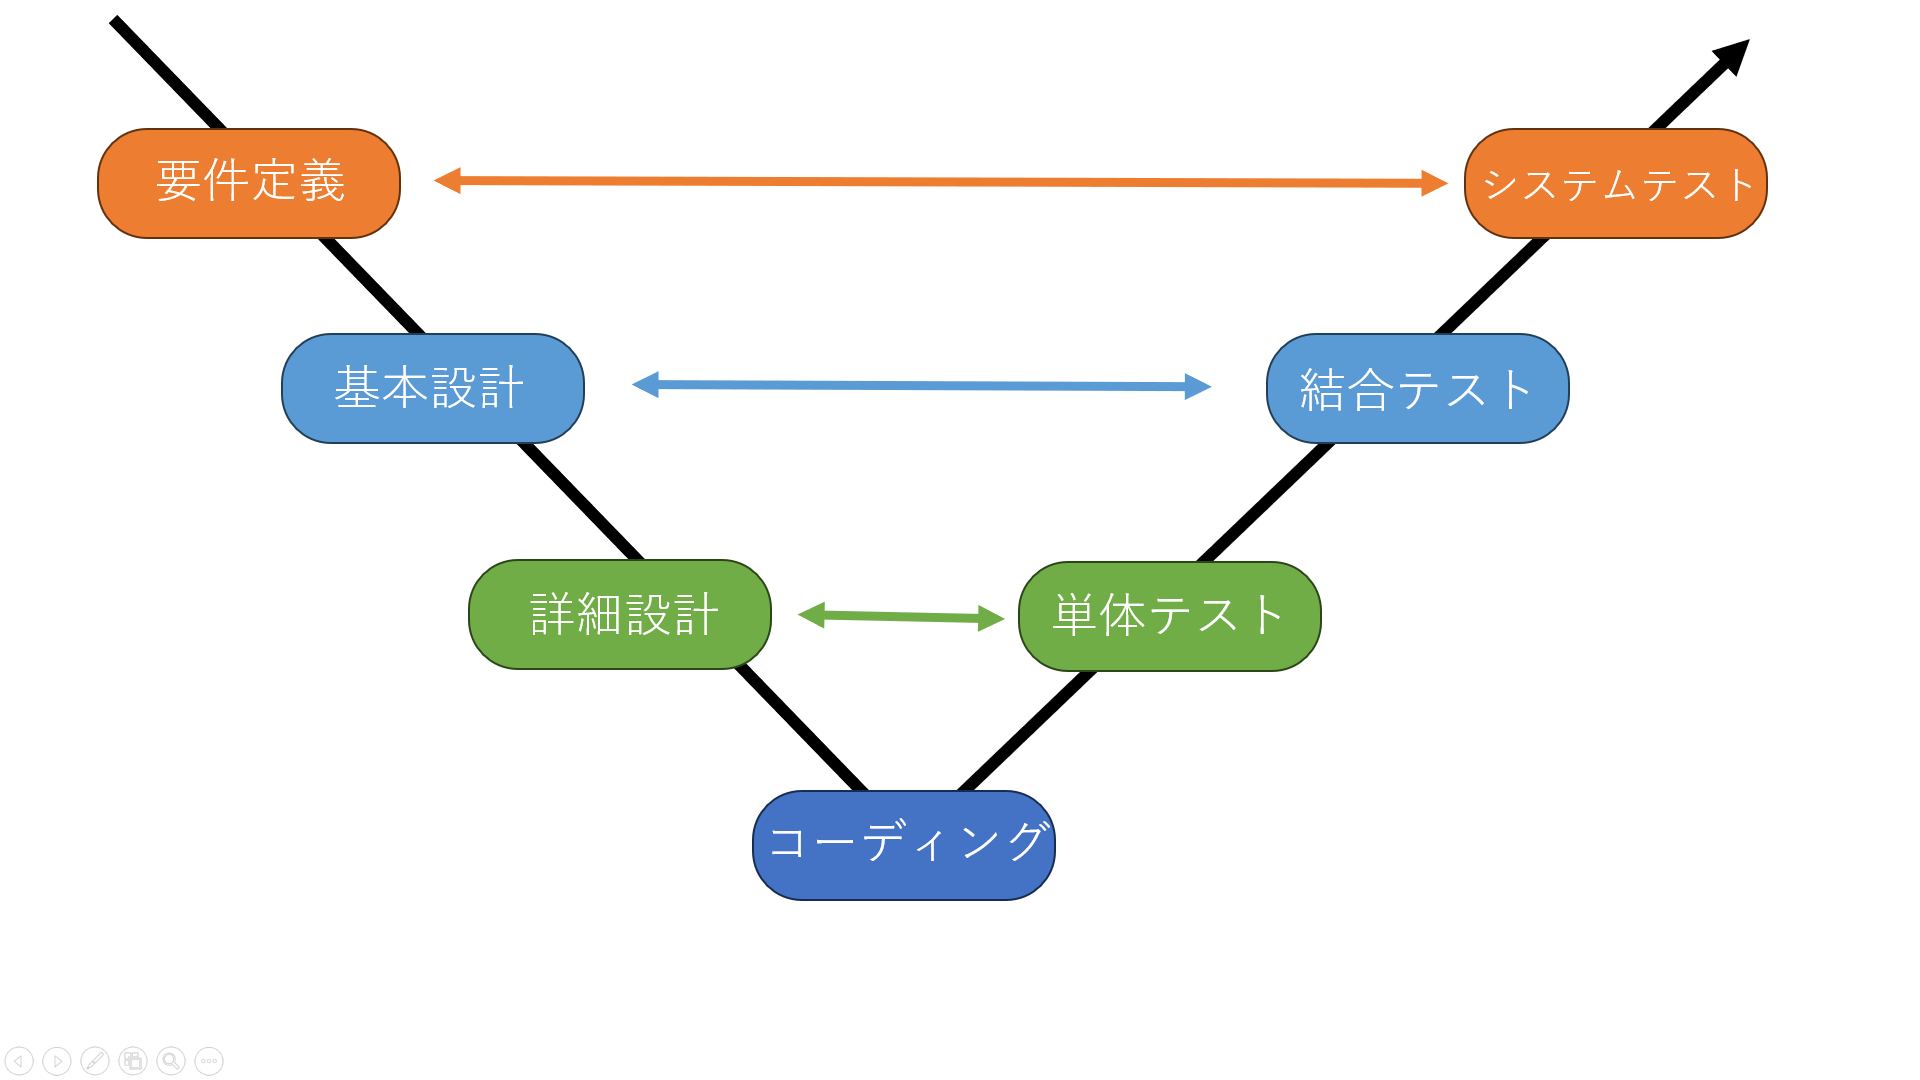 要件定義
システムテスト
基本設計
結合テスト
詳細設計
単体テスト
コーディング